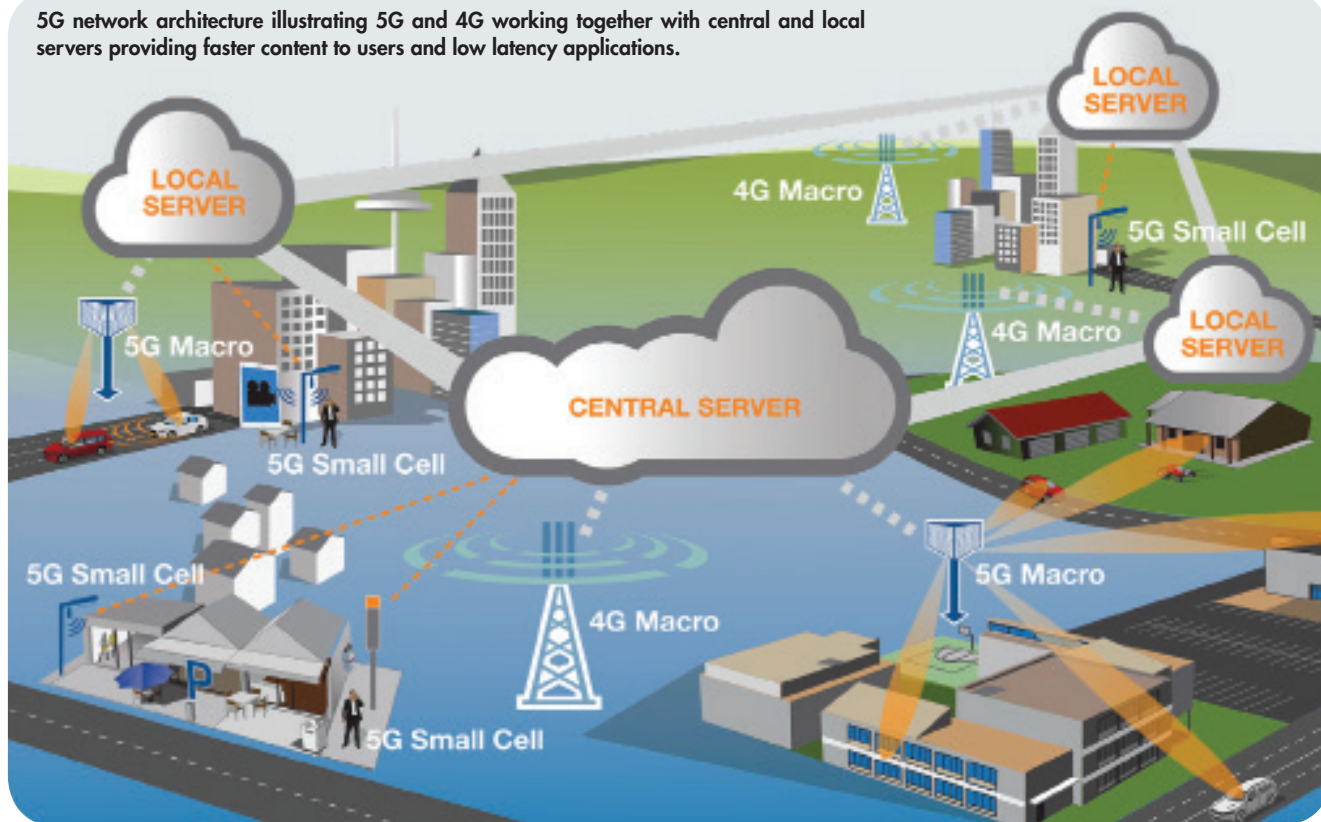 5G network architecture illustrating 5G and 4G working together with central and local
servers providing faster content to users and low latency applications.
LOCAL
SERVER
LOCAL
SERVER
4G Macro
5G Small Cell
5G Macro
4G Macro
LOCAL
SERVER
CENTRAL SERVER
5G Small Cell
5G Small Cell
4G Macro
5G Macro
P
5G Small Cell